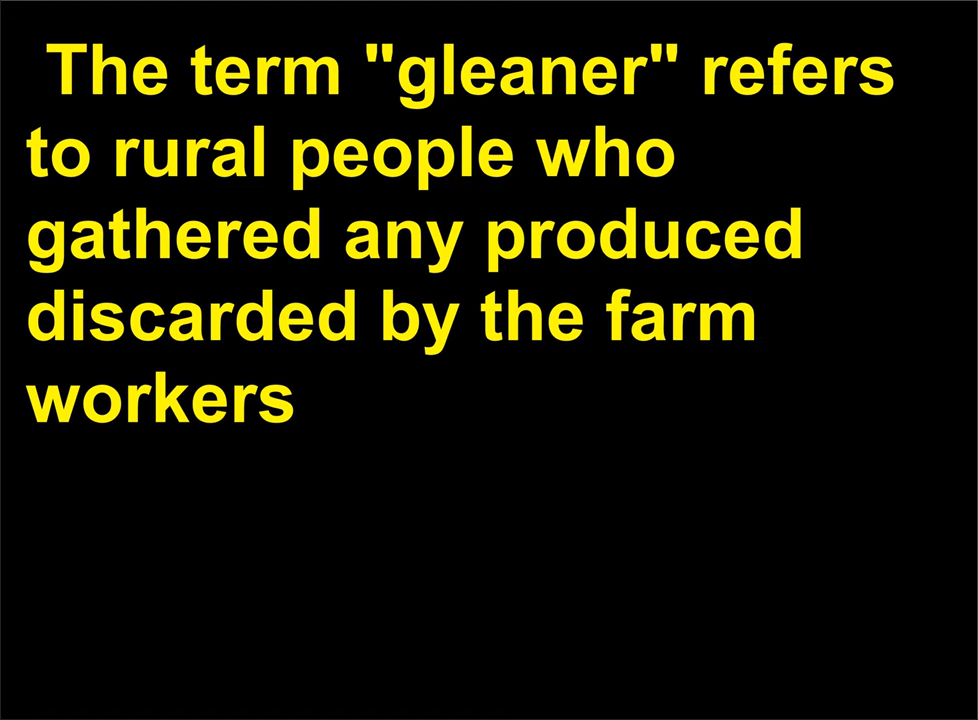 The term "gleaner" refers
to rural people who
gathered any produced
discarded by the farm
workers